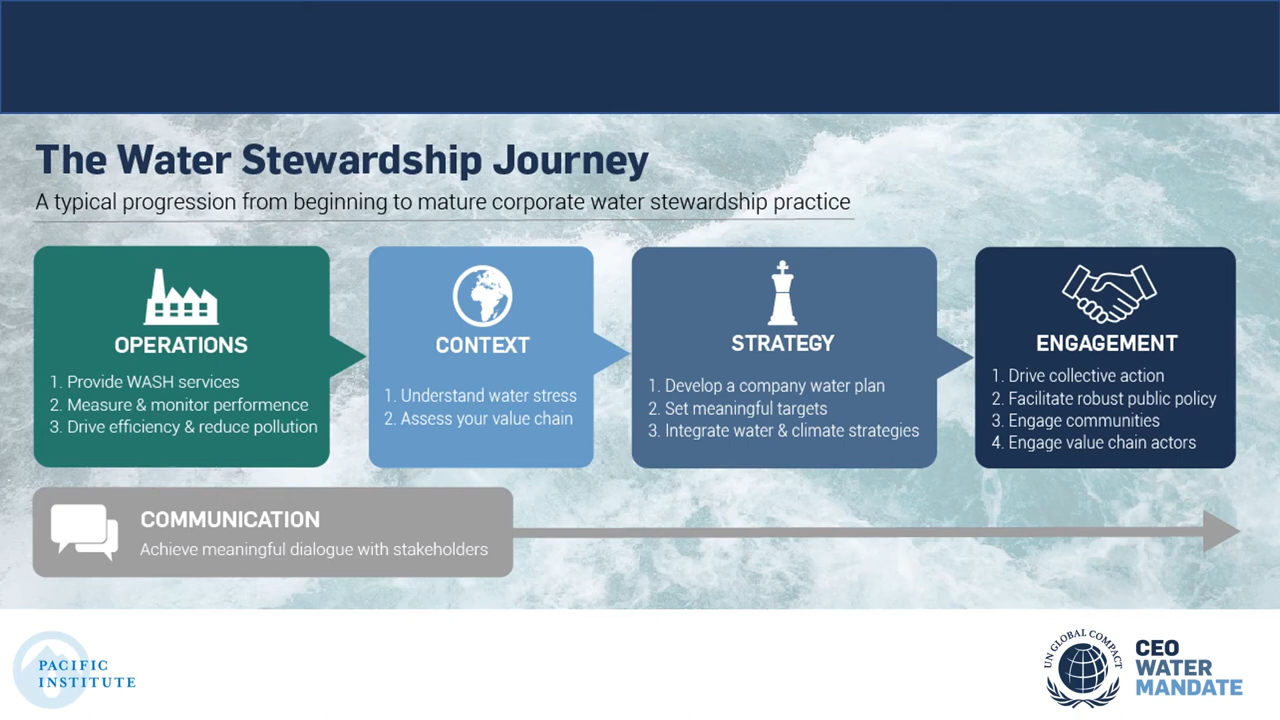 The Water Stewardship Journey
A typical progression from beginning to mature corporate water stewardship practice
OPERATIONS
1. Provide WASH services
2. Measure & monitor performence
3. Drive efficiency & reduce pollution
CONTEXT
1. Understand water stress
2. Assess your value chain
STRATEGY
1. Develop a company water plan
2. Set meaningful targets
3. Integrate water & climate strategies
ENGAGEMENT
1. Drive collective action
2. Facilitate robust public policy
3. Engage communities
4. Engage value chain actors
COMMUNICATION
Achieve meaningful dialogue with stakeholders
PACIFIC
INSTITUTE
UN GLOBAL COMPACT
CEO
WATER
MANDATE